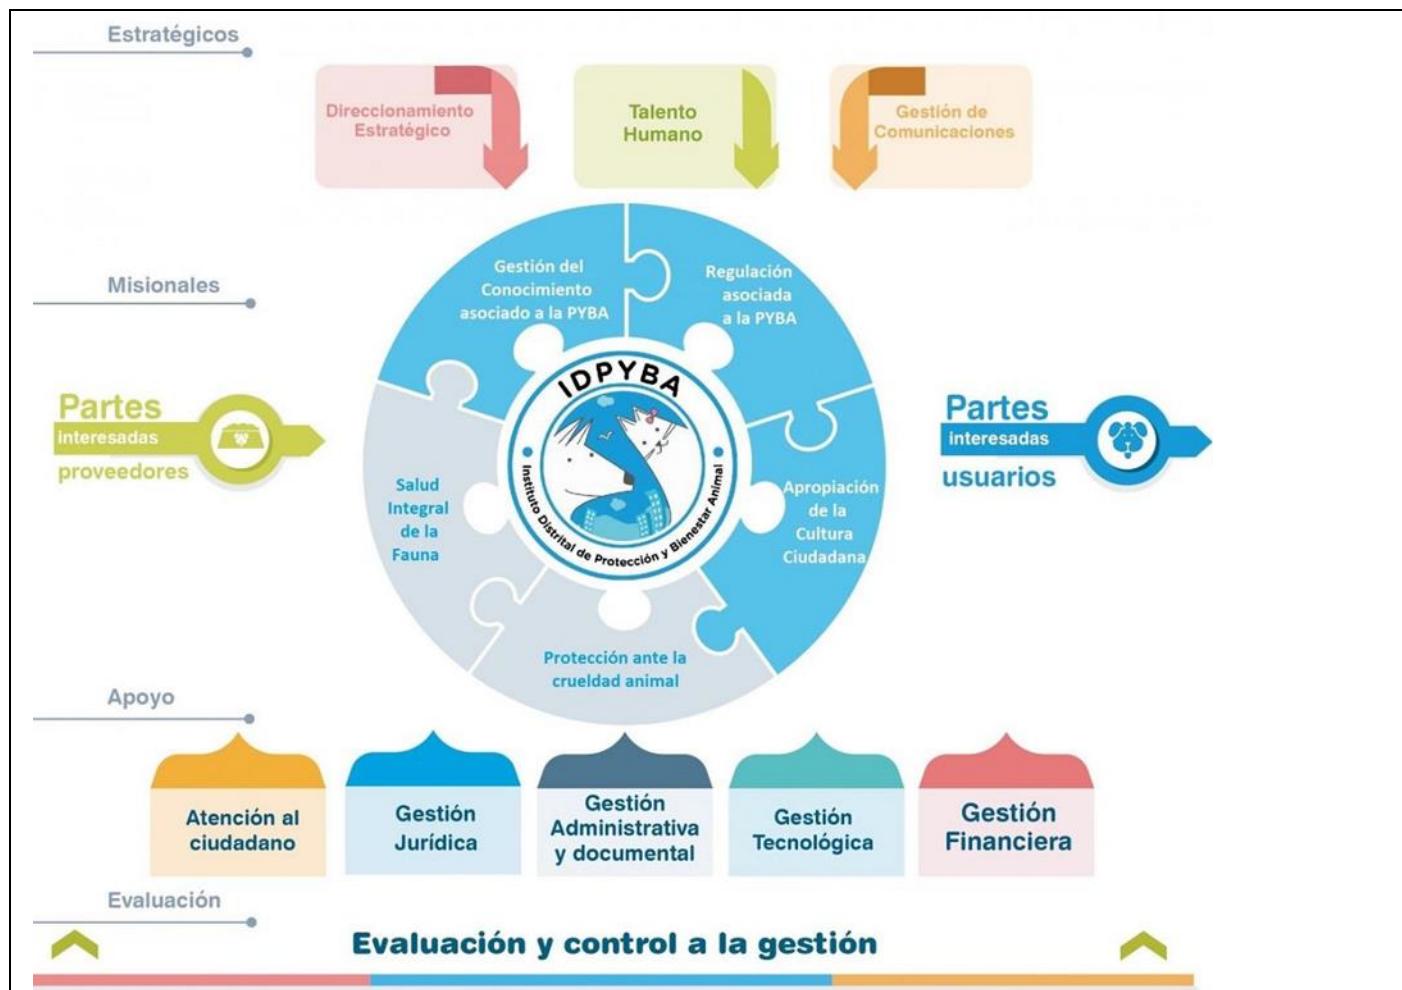 Estratégicos
Direccionamiento
Estratégico
Talento
Humano
Gestión de
Comunicaciones
Misionales
Gestión del
Conocimiento
asociado a la PYBA
Regulación
asociada
a la PYBA
Partes
interesadas
proveedores
IDPYBA
Instituto Distrital de Protección y Bienestar Animal
Partes
interesadas
usuarios
Salud
Integral
de la
Fauna
Apropiación
de la
Cultura
Ciudadana
Protección ante la
crueldad animal
Apoyo
Atención al
ciudadano
Gestión
Jurídica
Gestión
Administrativa
y documental
Gestión
Tecnológica
Gestión
Financiera
Evaluación
Evaluación y control a la gestión